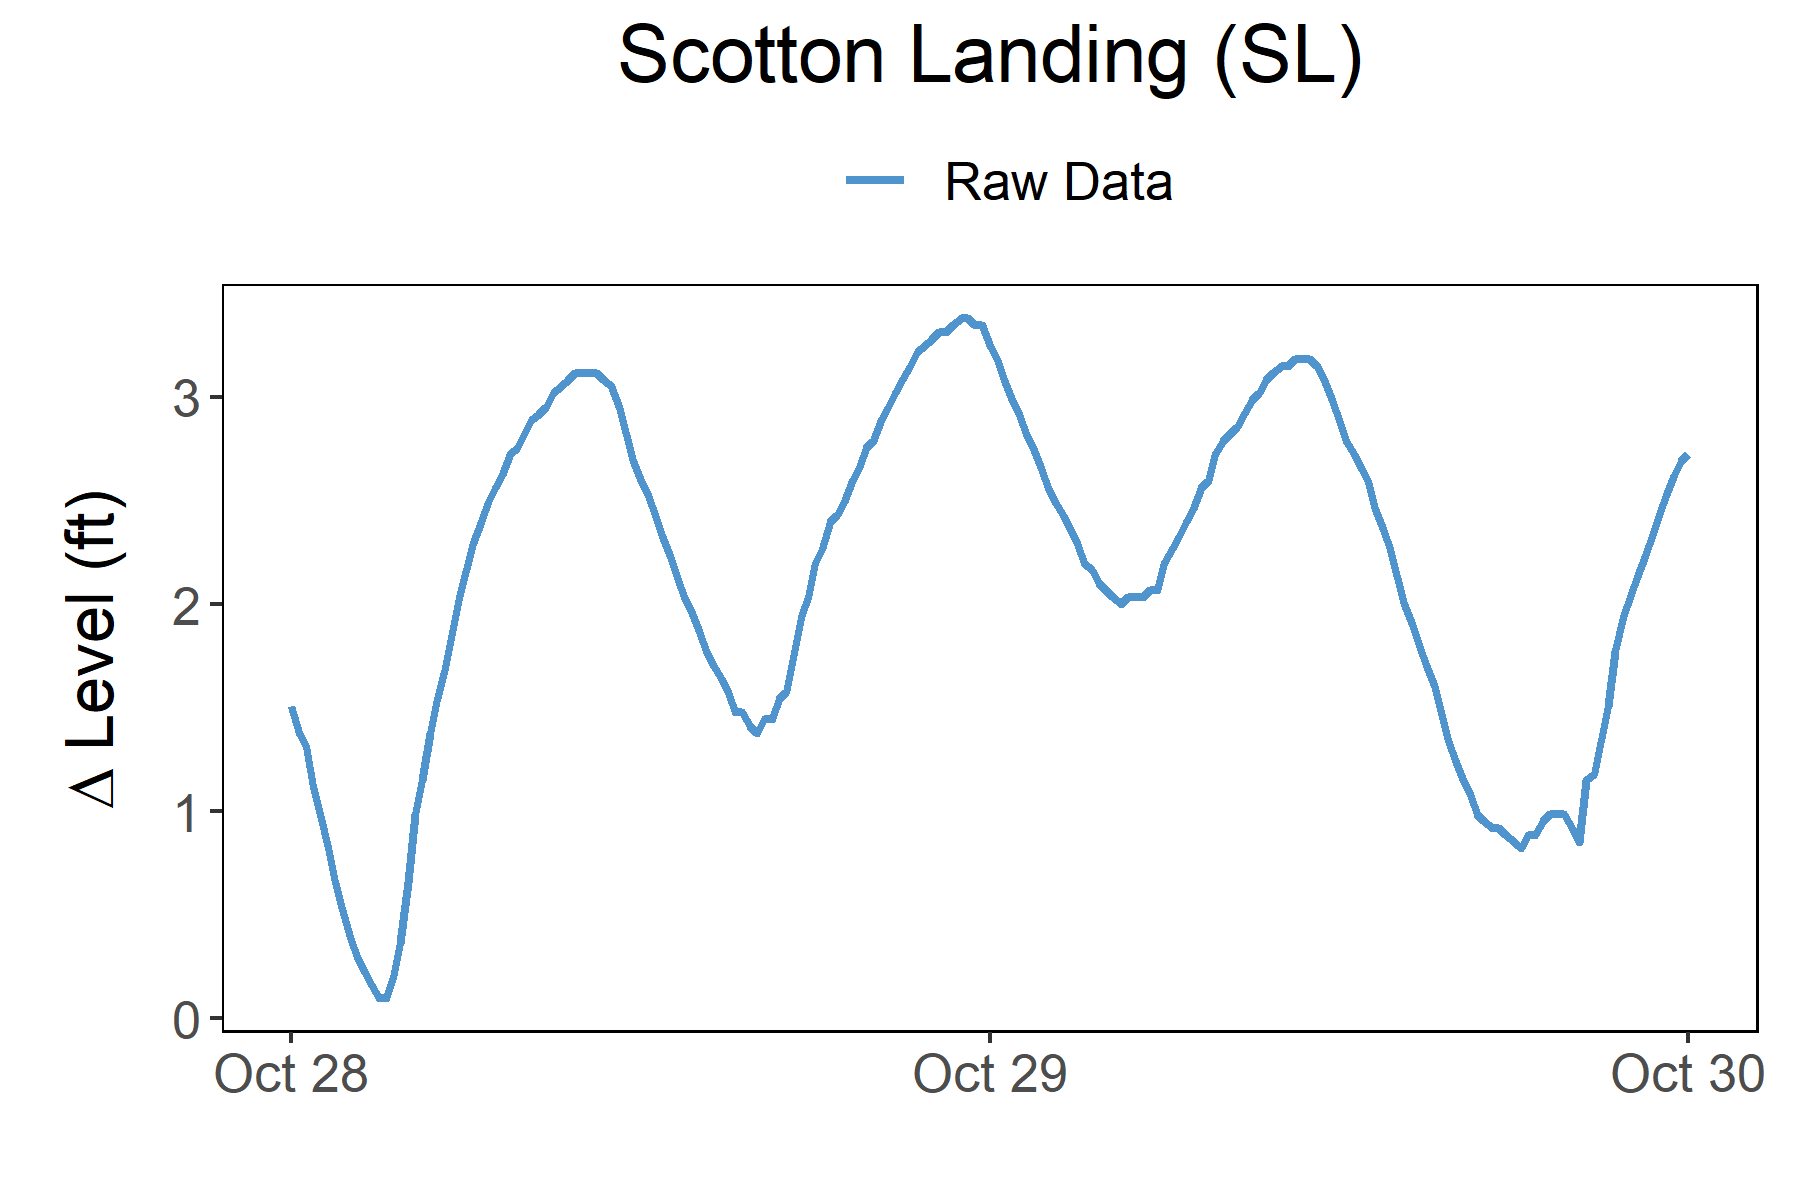 Scotton Landing (SL)
Raw Data
Δ Level (ft)
3
2
1
0
Oct 28
Oct 29
Oct 30